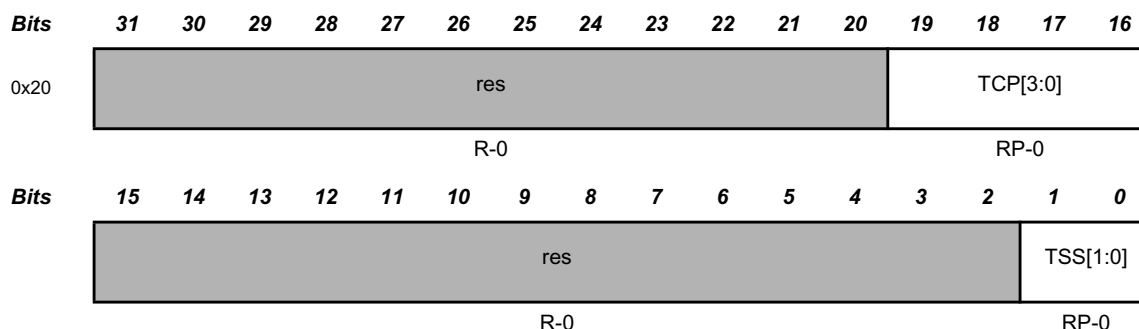 Bits 31 30 29 28 27 26 25 24 23 22 21 20 19 18 17 16
0x20 res TCP[3:0]
R-0 RP-0
Bits 15 14 13 12 11 10 9 8 7 6 5 4 3 2 1 0
res TSS[1:0]
R-0 RP-0